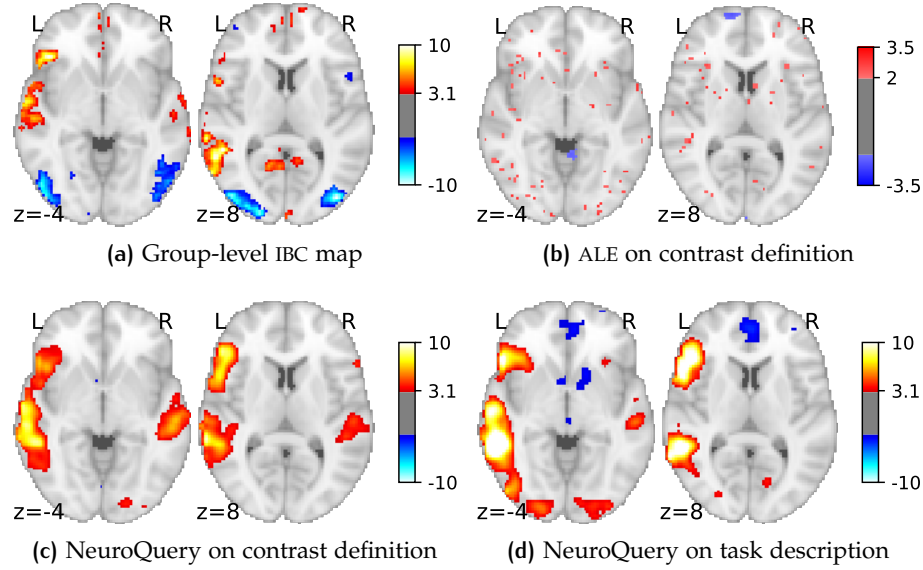 L R L R
10
3.1
-10
z=-4 z=8
(a) Group-level IBC map
3.5
2
-3.5
z=-4 z=8
(b) ALE on contrast definition
L R
10
3.1
-10
z=-4 z=8
(c) NeuroQuery on contrast definition
L R
10
3.1
-10
z=-4 z=8
(d) NeuroQuery on task description